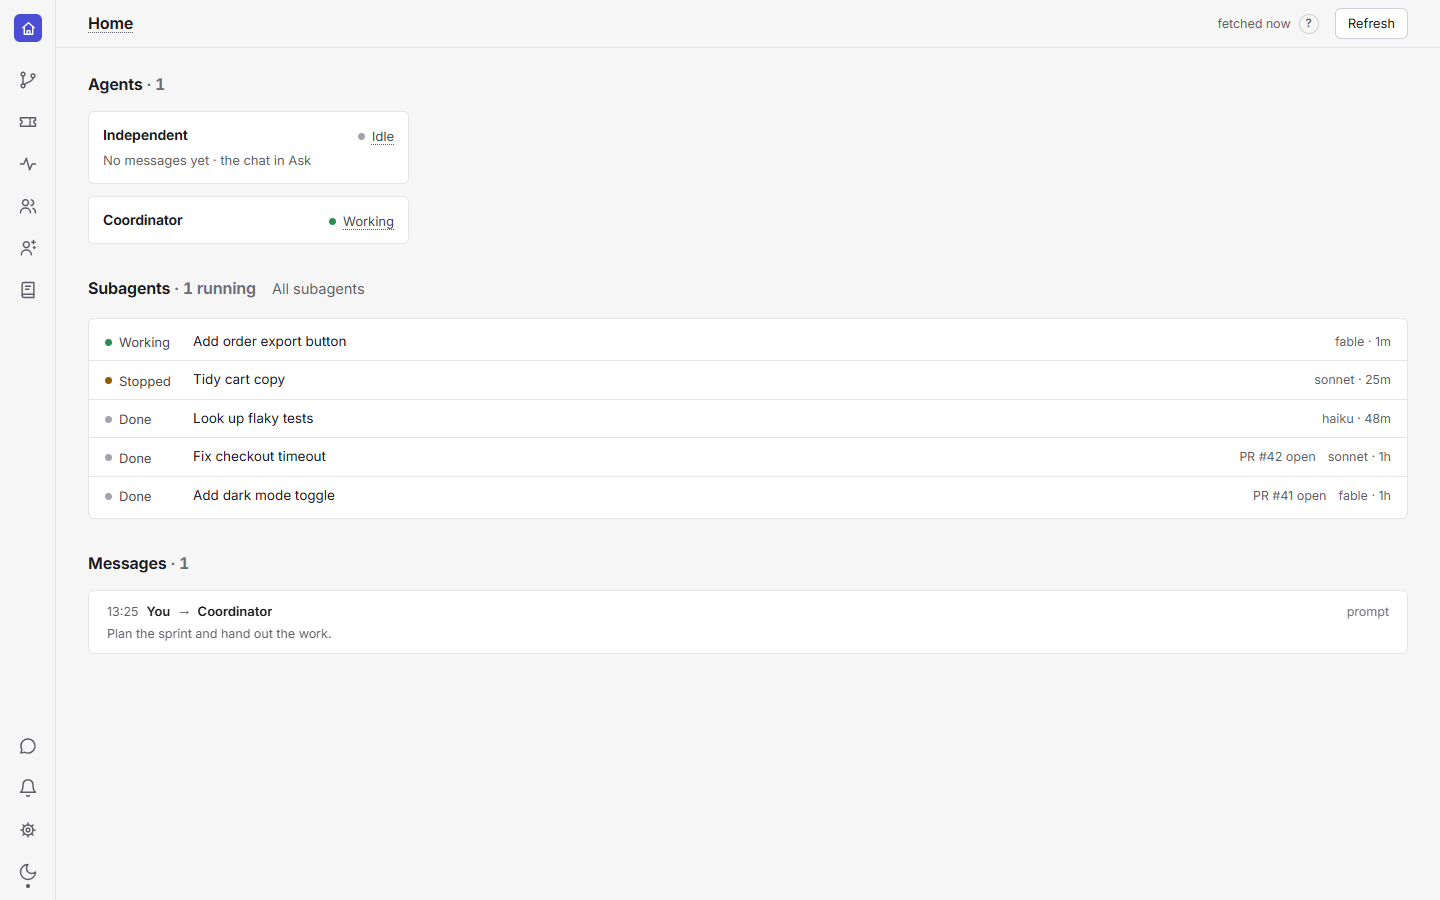 Home
fetched now ? Refresh
Agents · 1
Independent Idle
No messages yet · the chat in Ask
Coordinator Working
Subagents · 1 running All subagents
Working Add order export button fable · 1m
Stopped Tidy cart copy sonnet · 25m
Done Look up flaky tests haiku · 48m
Done Fix checkout timeout PR #42 open sonnet · 1h
Done Add dark mode toggle PR #41 open fable · 1h
Messages · 1
13:25 You → Coordinator prompt
Plan the sprint and hand out the work.